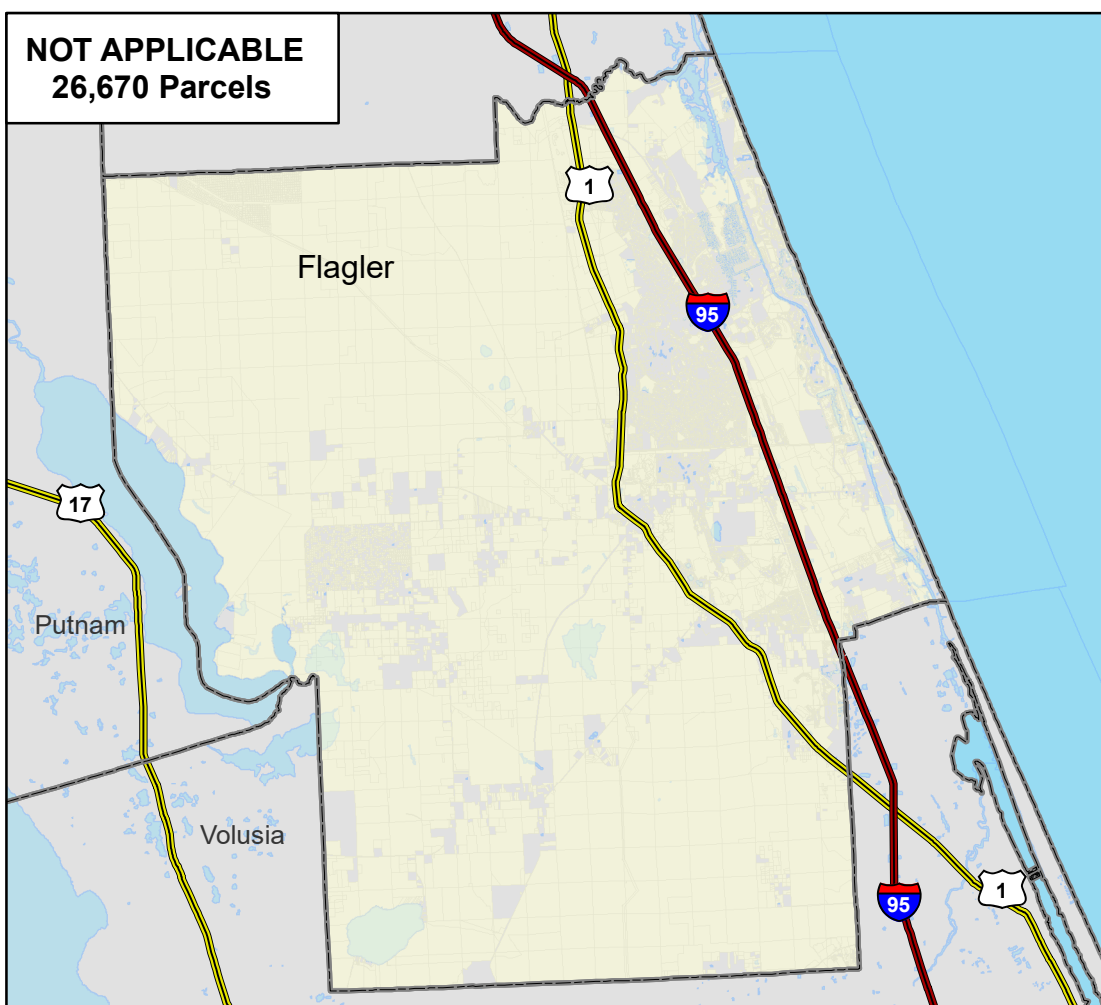 NOT APPLICABLE
26,670 Parcels
1
Flagler
95
17
Putnam
Volusia
1
95